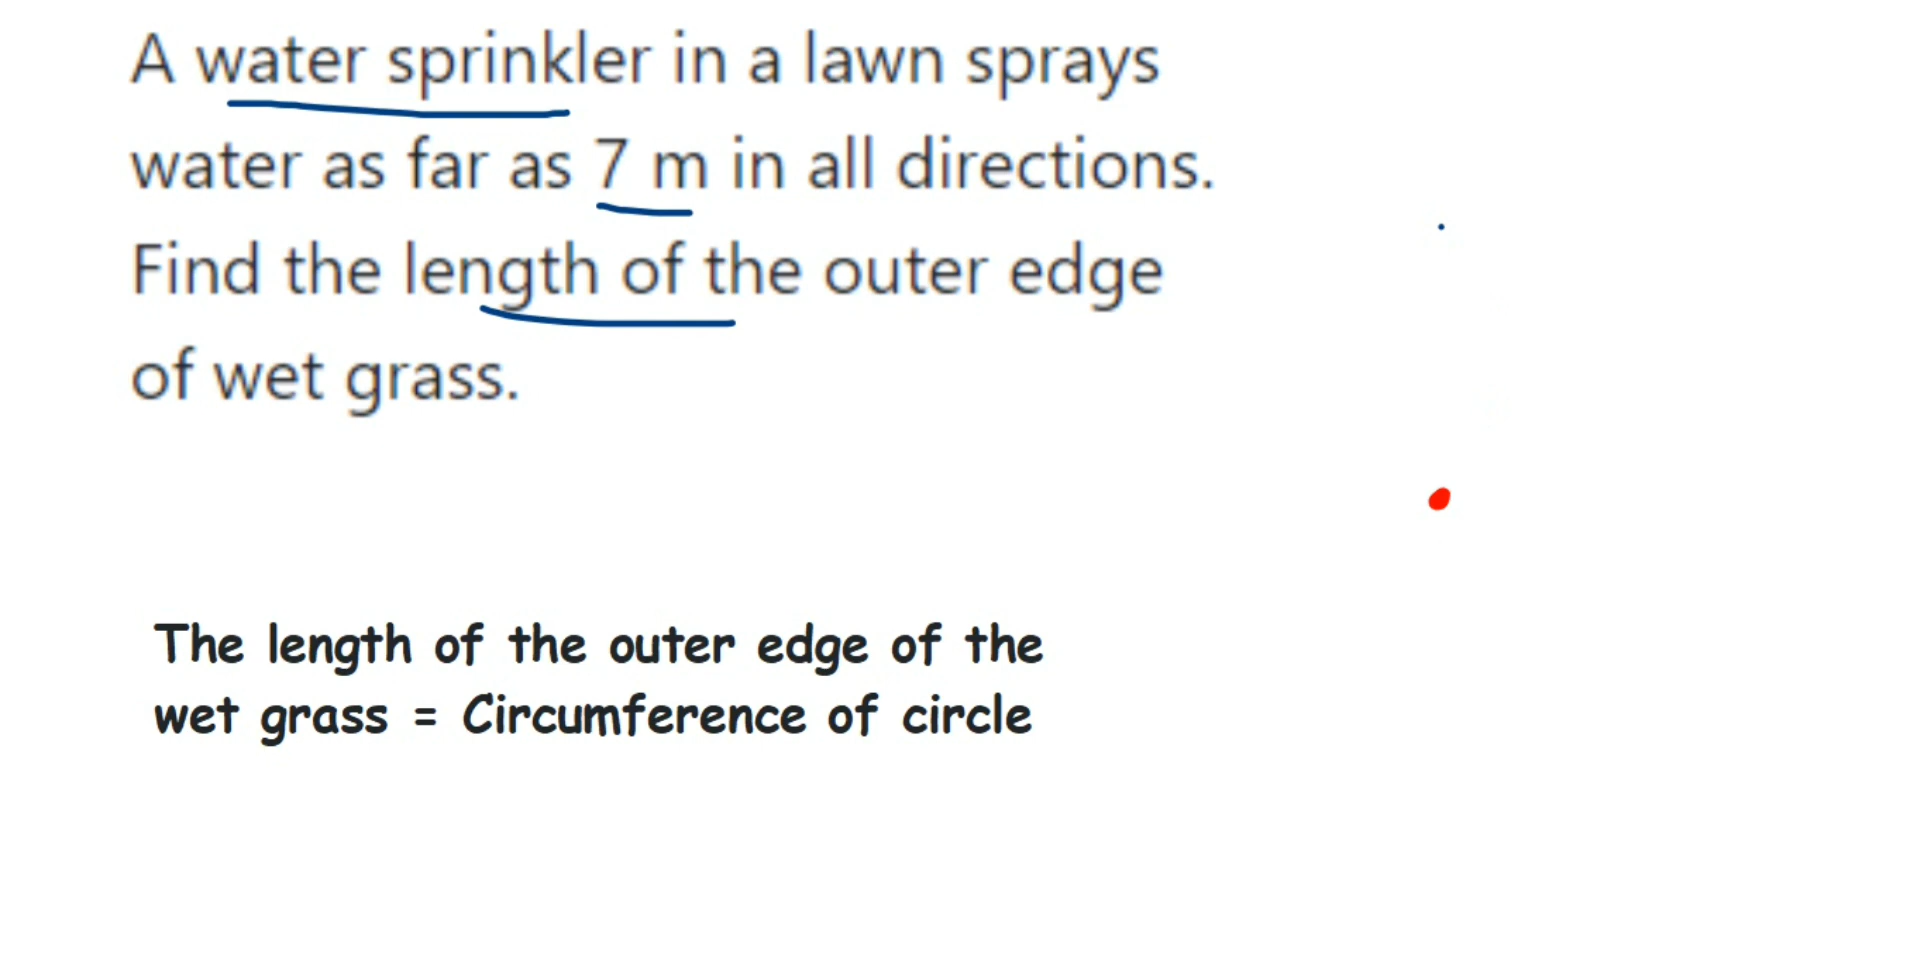 A water sprinkler in a lawn sprays
water as far as 7 m in all directions.
Find the length of the outer edge
of wet grass.
The length of the outer edge of the
wet grass = Circumference of circle